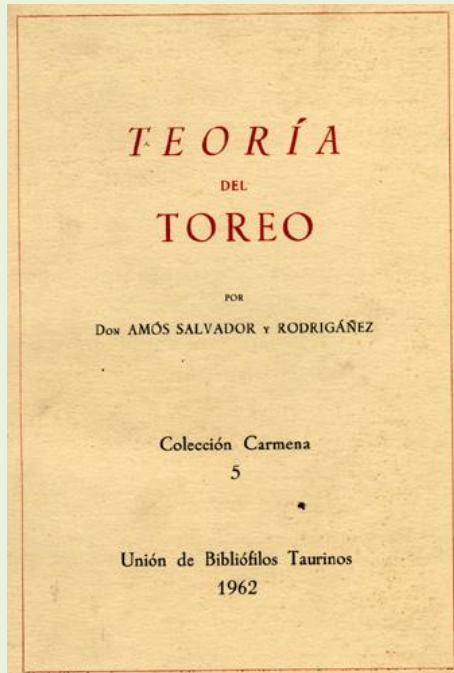 TEORÍA
DEL
TOREO
POR
DON AMÓS SALVADOR Y RODRIGÁÑEZ
Colección Carmena
5
Unión de Bibliófilos Taurinos
1962